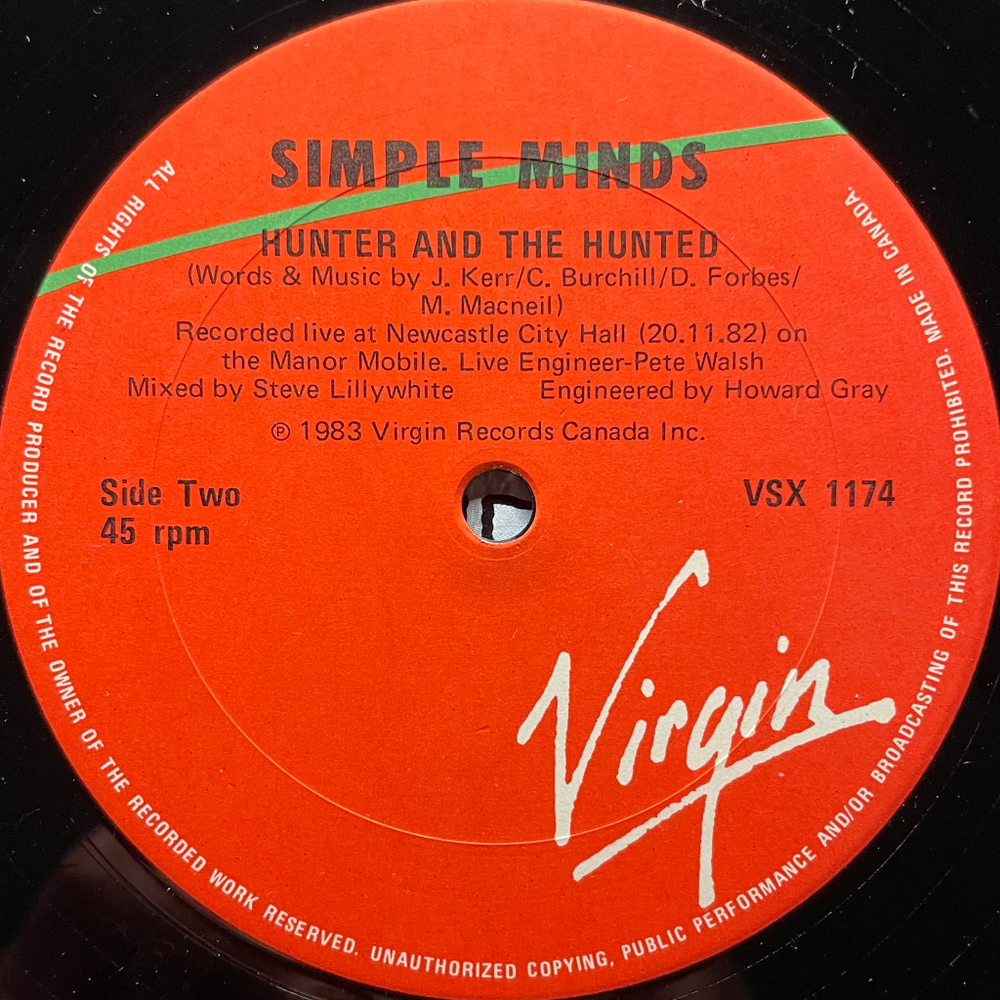 SIMPLE MINDS
HUNTER AND THE HUNTED
(Words & Music by J. Kerr/C. Burchill/D. Forbes/
M. Macneil)
Recorded live at Newcastle City Hall (20.11.82) on
the Manor Mobile. Live Engineer-Pete Walsh
Mixed by Steve Lillywhite Engineered by Howard Gray
℗ 1983 Virgin Records Canada Inc.
Side Two
45 rpm
VSX 1174
Virgin
ALL RIGHTS OF THE RECORD PRODUCER AND OF THE OWNER OF THE RECORDED WORK RESERVED. UNAUTHORIZED COPYING, PUBLIC PERFORMANCE AND/OR BROADCASTING OF THIS RECORD PROHIBITED. MADE IN CANADA.